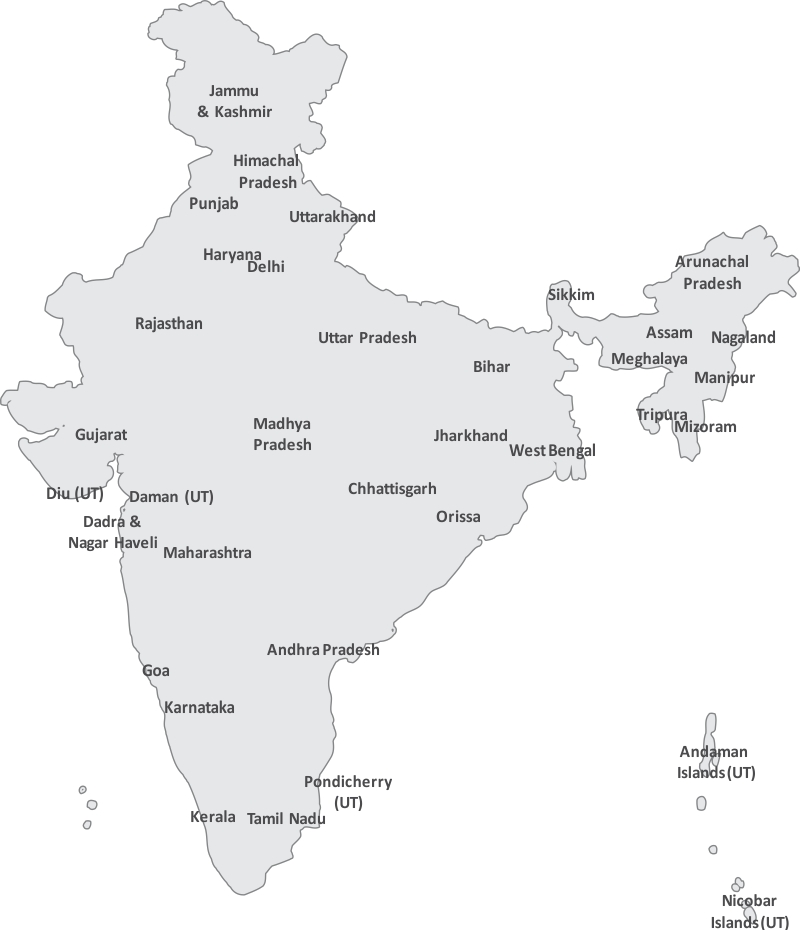 Jammu
& Kashmir
Himachal
Pradesh
Punjab
Uttarakhand
Haryana
Delhi
Arunachal
Pradesh
Sikkim
Rajasthan
Uttar Pradesh
Assam
Nagaland
Meghalaya
Bihar
Manipur
Tripura
Mizoram
Gujarat
Madhya
Pradesh
Jharkhand
West Bengal
Diu (UT)
Daman (UT)
Chhattisgarh
Dadra &
Nagar Haveli
Orissa
Maharashtra
Andhra Pradesh
Goa
Karnataka
Andaman
Islands (UT)
Pondicherry
(UT)
Kerala
Tamil Nadu
Nicobar
Islands (UT)